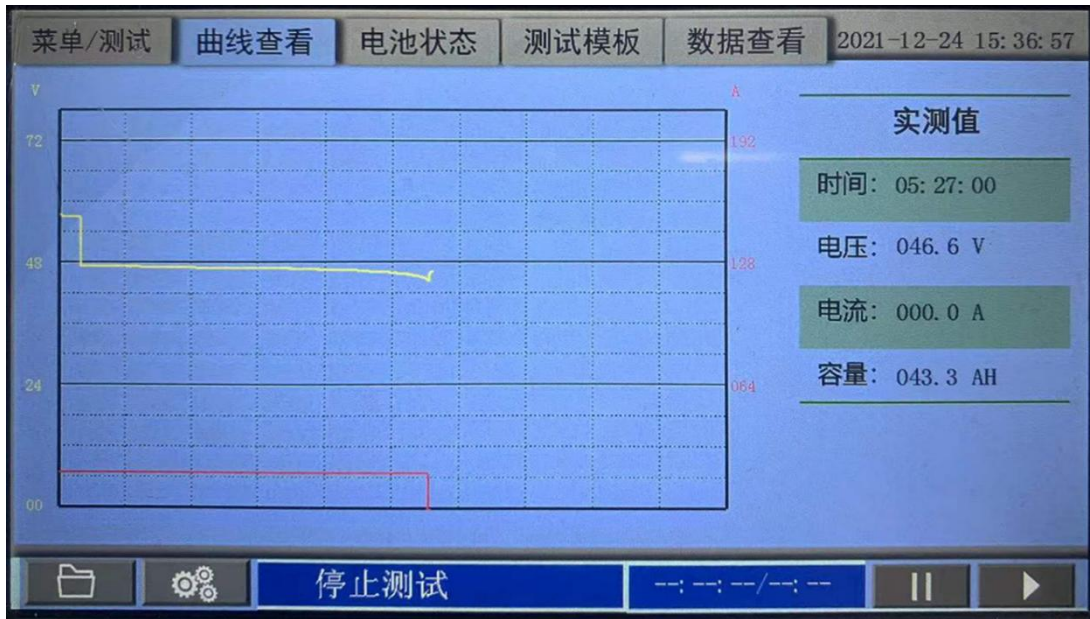 菜单/测试 曲线查看 电池状态 测试模板 数据查看 2021-12-24 15:36:57
V A
实测值
72 192
时间: 05:27:00
电压: 046.6 V
48 128
电流: 000.0 A
容量: 043.3 AH
24 064
00
停止测试 --:--:--/--:--